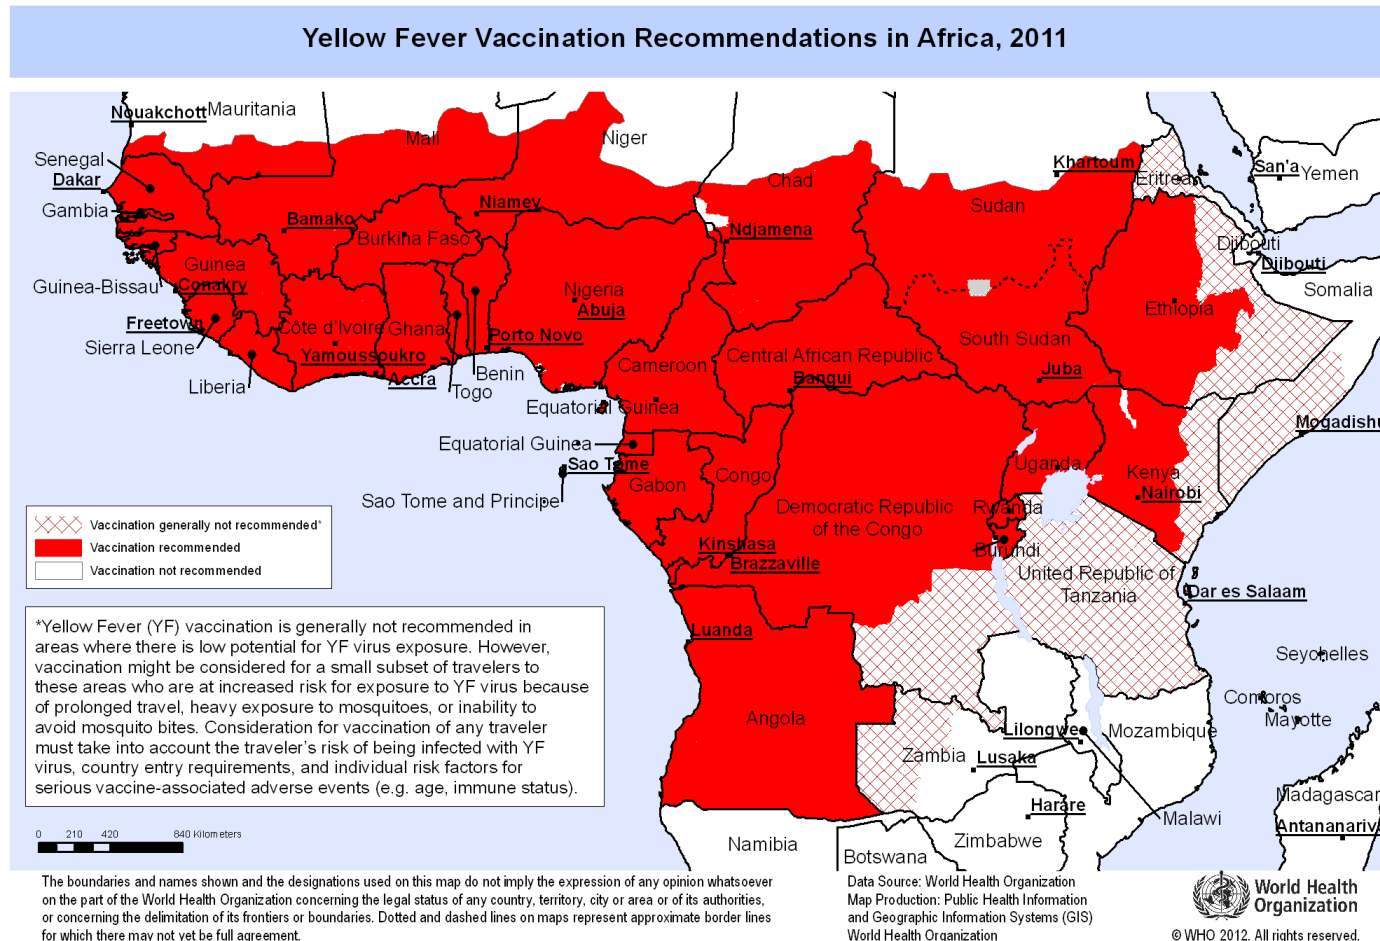 Yellow Fever Vaccination Recommendations in Africa, 2011
Nouakchott
Mauritania
Mali
Niger
Senegal
Dakar
Gambia
Bamako
Niamey
Burkina Faso
Chad
Ndjamena
Khartoum
Sudan
Eritrea
San'a
Yemen
Djibouti
Djibouti
Somalia
Guinea
Conakry
Guinea-Bissau
Nigeria
Abuja
Ethiopia
Freetown
Sierra Leone
Côte d'Ivoire
Ghana
Yamoussoukro
Porto Novo
Liberia
Accra
Togo
Benin
Cameroon
Central African Republic
Bangui
South Sudan
Juba
Equatorial Guinea
Equatorial Guinea
Mogadishu
Sao Tome
Sao Tome and Principe
Gabon
Congo
Uganda
Kenya
Nairobi
Democratic Republic
of the Congo
Rwanda
Burundi
Kinshasa
Brazzaville
United Republic of
Tanzania
Dar es Salaam
Luanda
Seychelles
Comoros
Mayotte
Angola
Zambia
Lilongwe
Lusaka
Mozambique
Harare
Malawi
Madagascar
Antananariv
Namibia
Botswana
Zimbabwe
Vaccination generally not recommended*
Vaccination recommended
Vaccination not recommended
*Yellow Fever (YF) vaccination is generally not recommended in
areas where there is low potential for YF virus exposure. However,
vaccination might be considered for a small subset of travelers to
these areas who are at increased risk for exposure to YF virus because
of prolonged travel, heavy exposure to mosquitoes, or inability to
avoid mosquito bites. Consideration for vaccination of any traveler
must take into account the traveler's risk of being infected with YF
virus, country entry requirements, and individual risk factors for
serious vaccine-associated adverse events (e.g. age, immune status).
0 210 420 840 Kilometers
The boundaries and names shown and the designations used on this map do not imply the expression of any opinion whatsoever
on the part of the World Health Organization concerning the legal status of any country, territory, city or area or of its authorities,
or concerning the delimitation of its frontiers or boundaries. Dotted and dashed lines on maps represent approximate border lines
for which there may not yet be full agreement.
Data Source: World Health Organization
Map Production: Public Health Information
and Geographic Information Systems (GIS)
World Health Organization
World Health
Organization
© WHO 2012. All rights reserved.